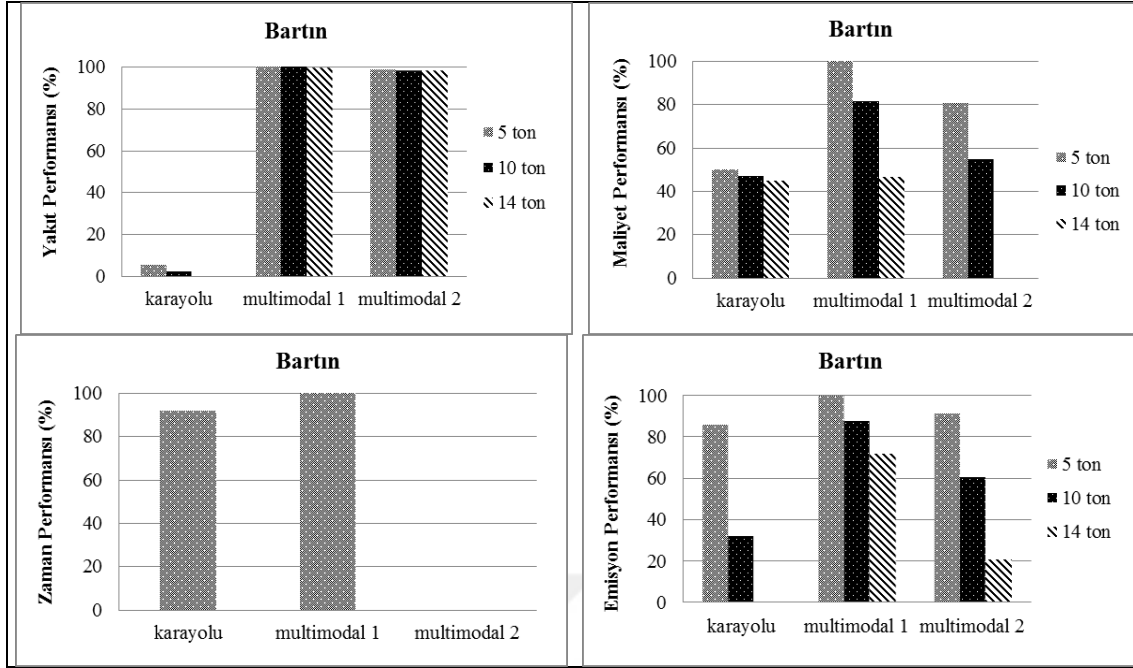 Bartın
Yakıt Performansı (%)
100
80
60
40
20
0
karayolu multimodal 1 multimodal 2
5 ton
10 ton
14 ton
Bartın
Maliyet Performansı (%)
100
80
60
40
20
0
karayolu multimodal 1 multimodal 2
5 ton
10 ton
14 ton
Bartın
Zaman Performansı (%)
100
80
60
40
20
0
karayolu multimodal 1 multimodal 2
Bartın
Emisyon Performansı (%)
100
80
60
40
20
0
karayolu multimodal 1 multimodal 2
5 ton
10 ton
14 ton